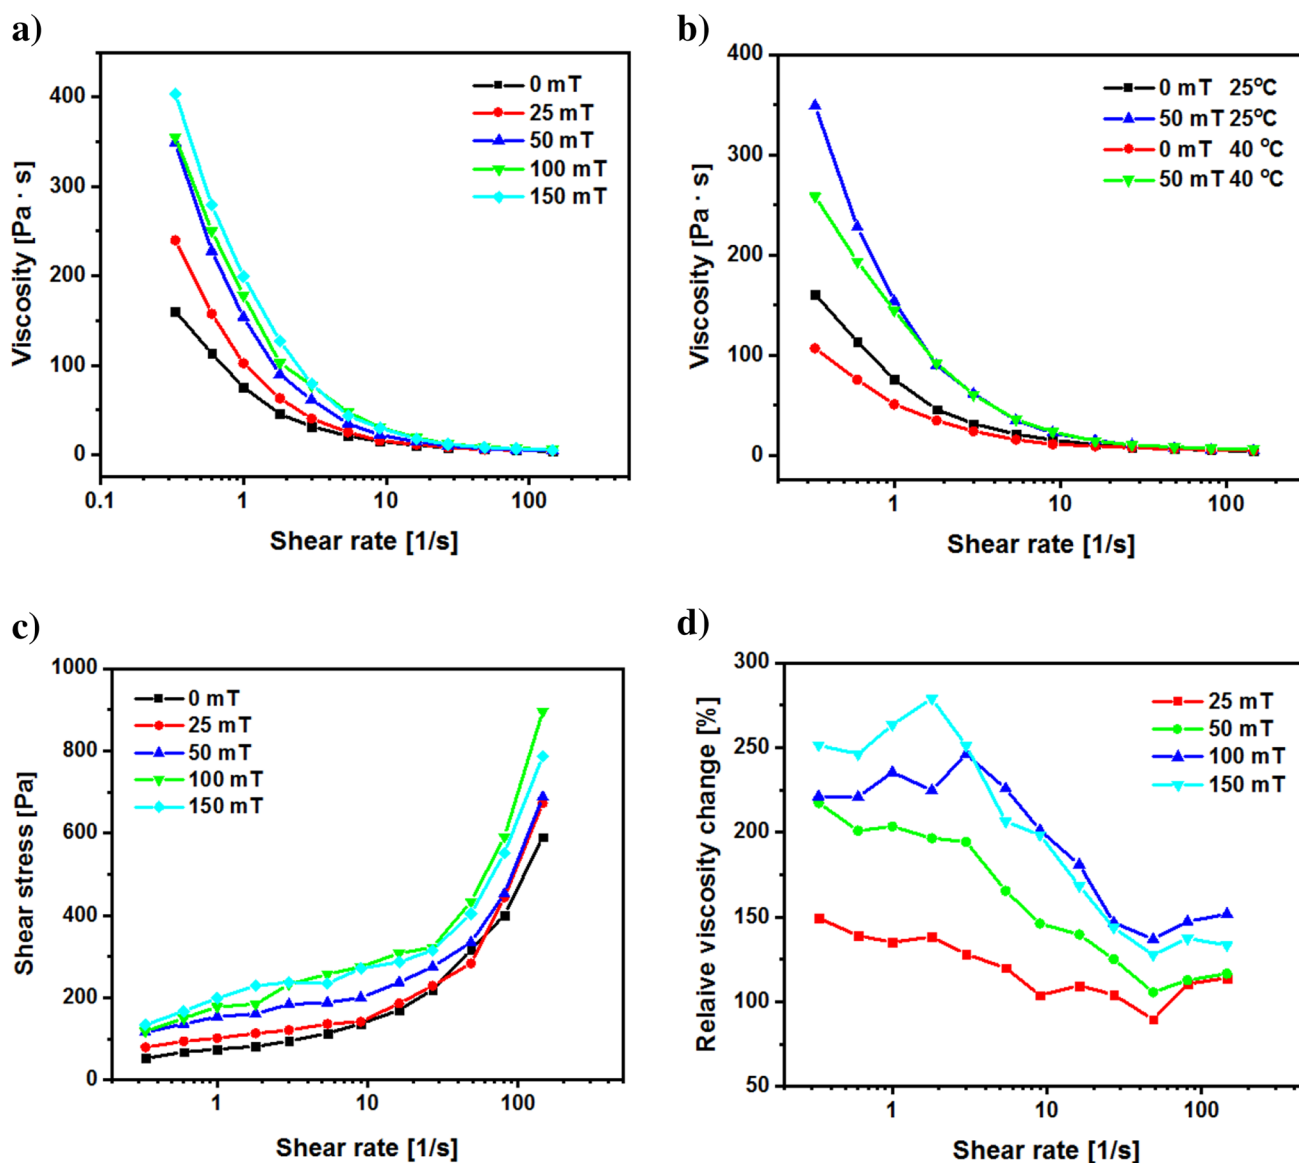 a)
0 mT
25 mT
50 mT
100 mT
150 mT
400
300
200
100
0
Viscosity [Pa · s]
0.1 1 10 100
Shear rate [1/s]
b)
0 mT 25°C
50 mT 25°C
0 mT 40 °C
50 mT 40 °C
400
300
200
100
0
Viscosity [Pa · s]
1 10 100
Shear rate [1/s]
c)
0 mT
25 mT
50 mT
100 mT
150 mT
1000
800
600
400
200
0
Shear stress [Pa]
1 10 100
Shear rate [1/s]
d)
25 mT
50 mT
100 mT
150 mT
300
250
200
150
100
50
Relaive viscosity change [%]
1 10 100
Shear rate [1/s]